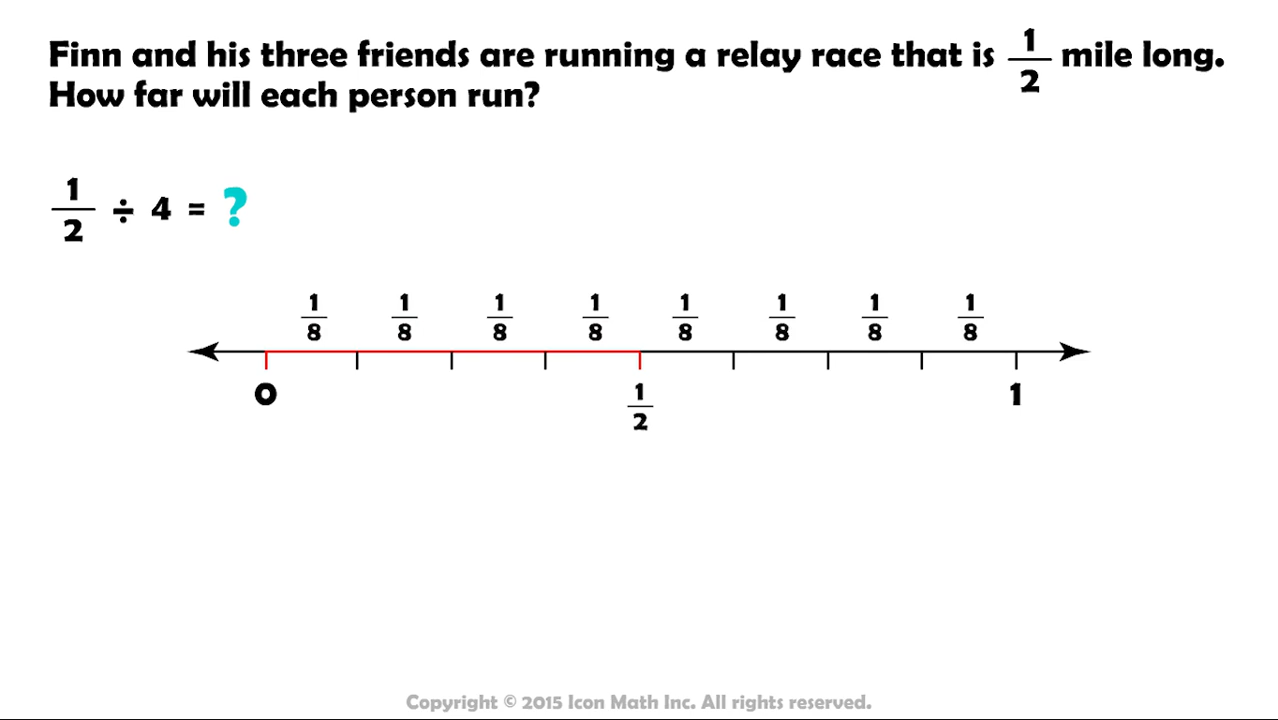 Finn and his three friends are running a relay race that is 1/2 mile long.
How far will each person run?
1/2 ÷ 4 = ?
1/8 1/8 1/8 1/8 1/8 1/8 1/8 1/8
0 1/2 1
Copyright © 2015 Icon Math Inc. All rights reserved.